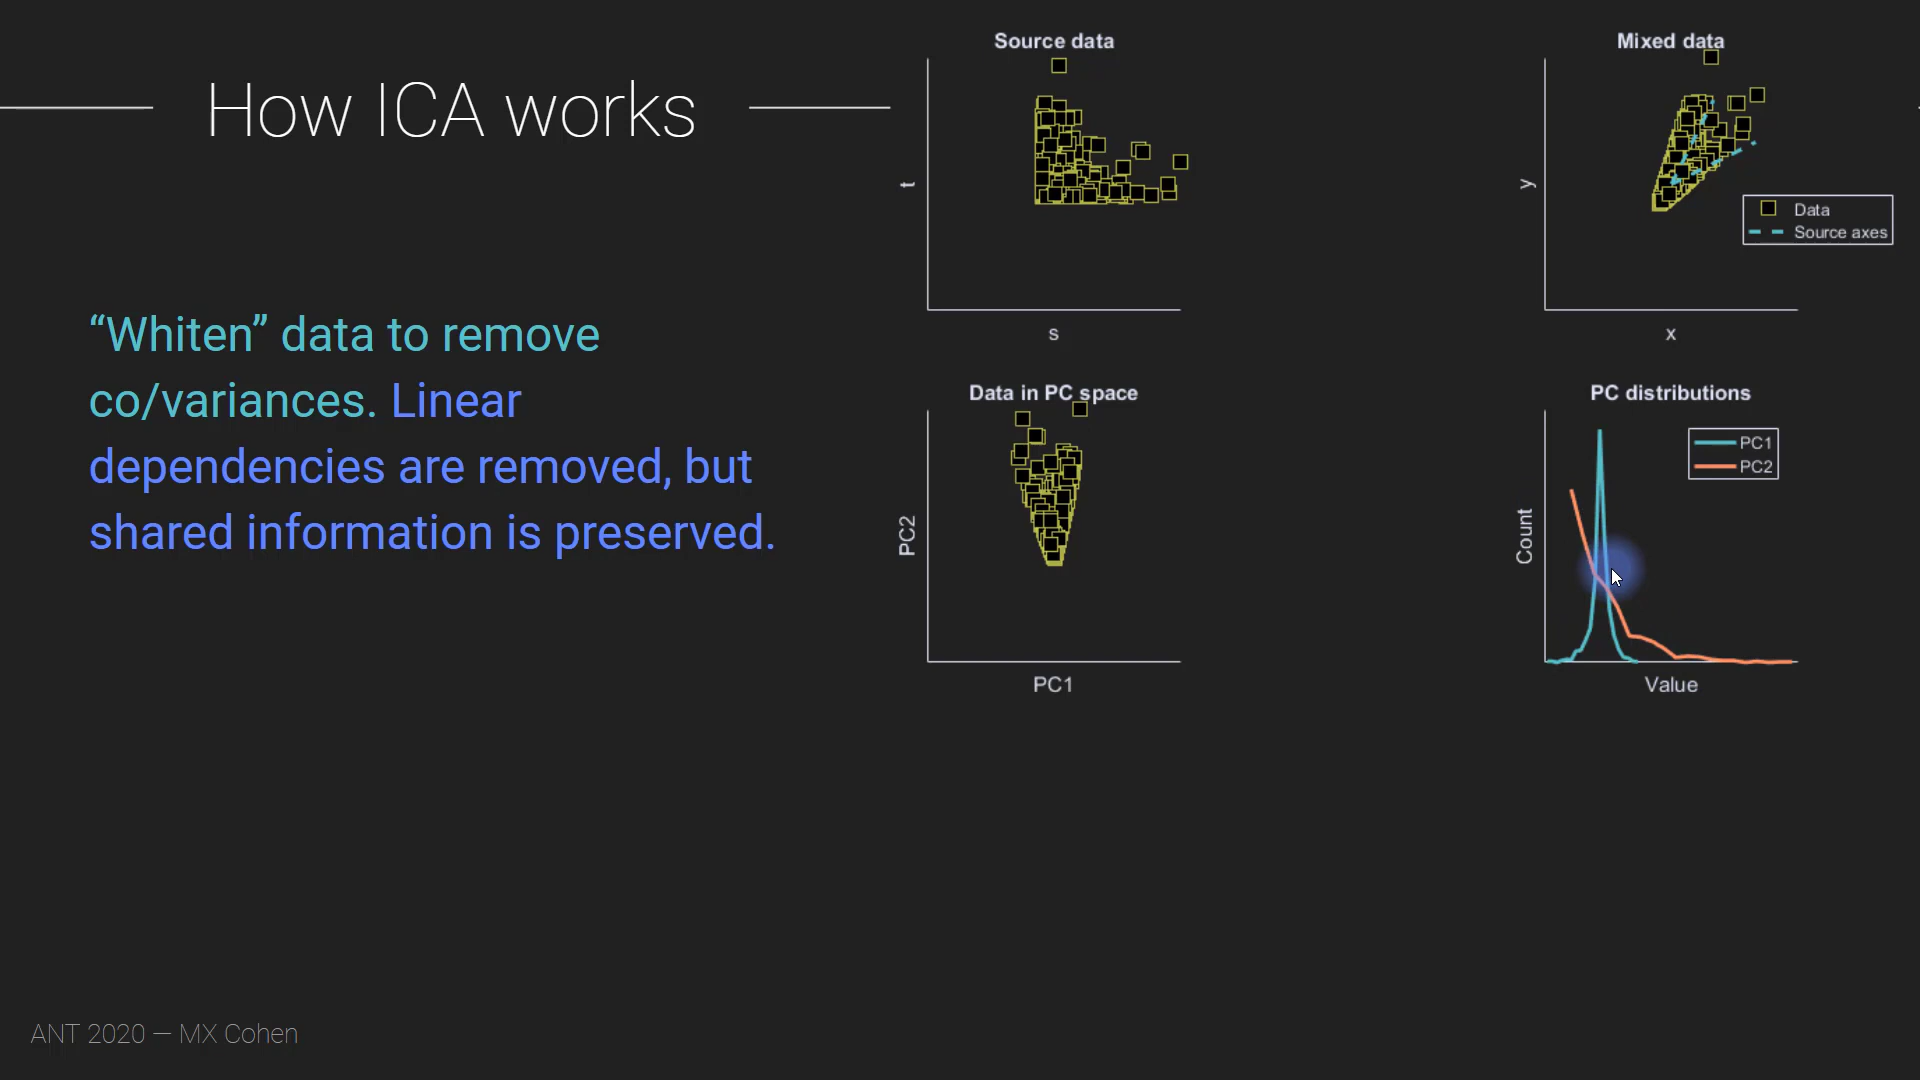 How ICA works
“Whiten” data to remove
co/variances. Linear
dependencies are removed, but
shared information is preserved.
Source data
t
s
Mixed data
y
x
Data
Source axes
Data in PC space
PC2
PC1
PC distributions
Count
Value
PC1
PC2
ANT 2020 — MX Cohen